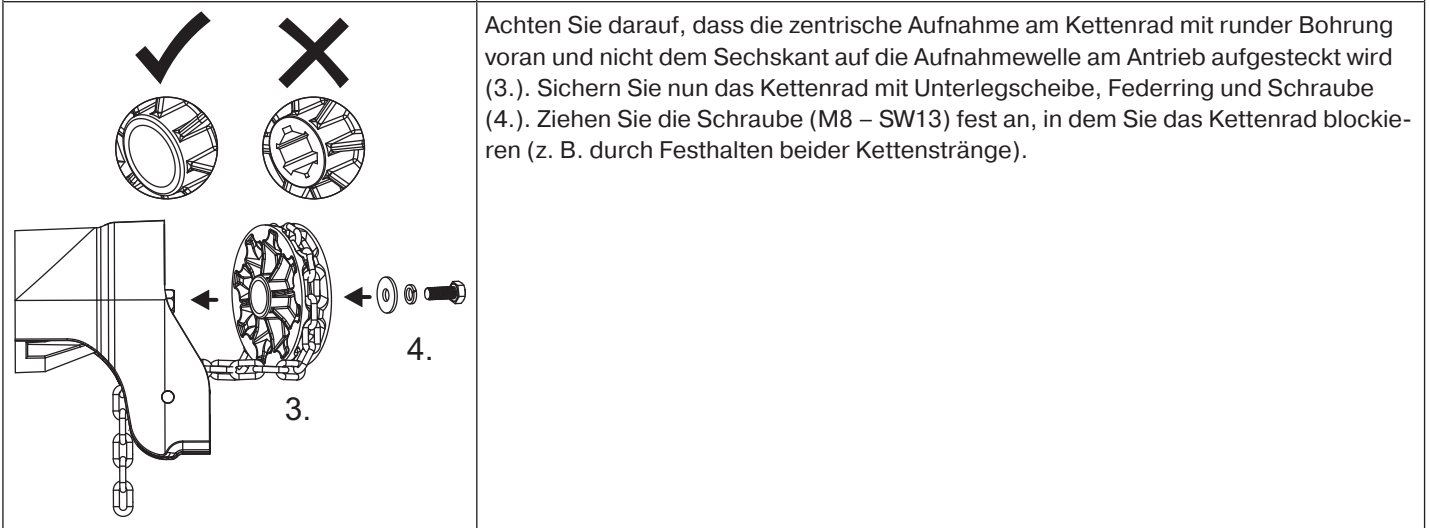 Achten Sie darauf, dass die zentrische Aufnahme am Kettenrad mit runder Bohrung
voran und nicht dem Sechskant auf die Aufnahmewelle am Antrieb aufgesteckt wird
(3.). Sichern Sie nun das Kettenrad mit Unterlegscheibe, Federring und Schraube
(4.). Ziehen Sie die Schraube (M8 – SW13) fest an, in dem Sie das Kettenrad blockie-
ren (z. B. durch Festhalten beider Kettenstränge).
4.
3.